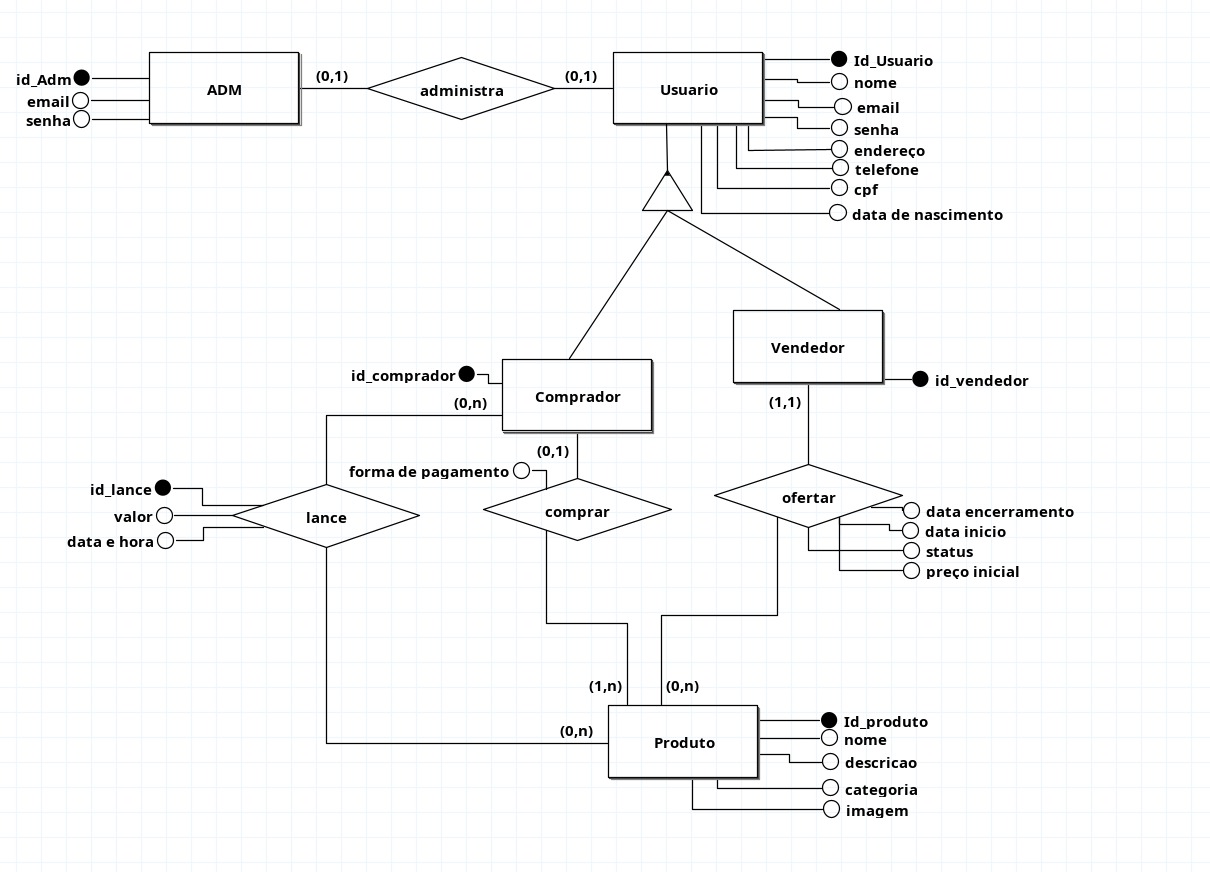 ADM
id_Adm
email
senha
(0,1)
administra
(0,1)
Usuario
Id_Usuario
nome
email
senha
endereço
telefone
cpf
data de nascimento
Vendedor
id_vendedor
(1,1)
id_comprador
Comprador
(0,n)
(0,1)
forma de pagamento
id_lance
valor
data e hora
lance
comprar
ofertar
data encerramento
data inicio
status
preço inicial
(1,n)
(0,n)
(0,n)
Produto
Id_produto
nome
descricao
categoria
imagem